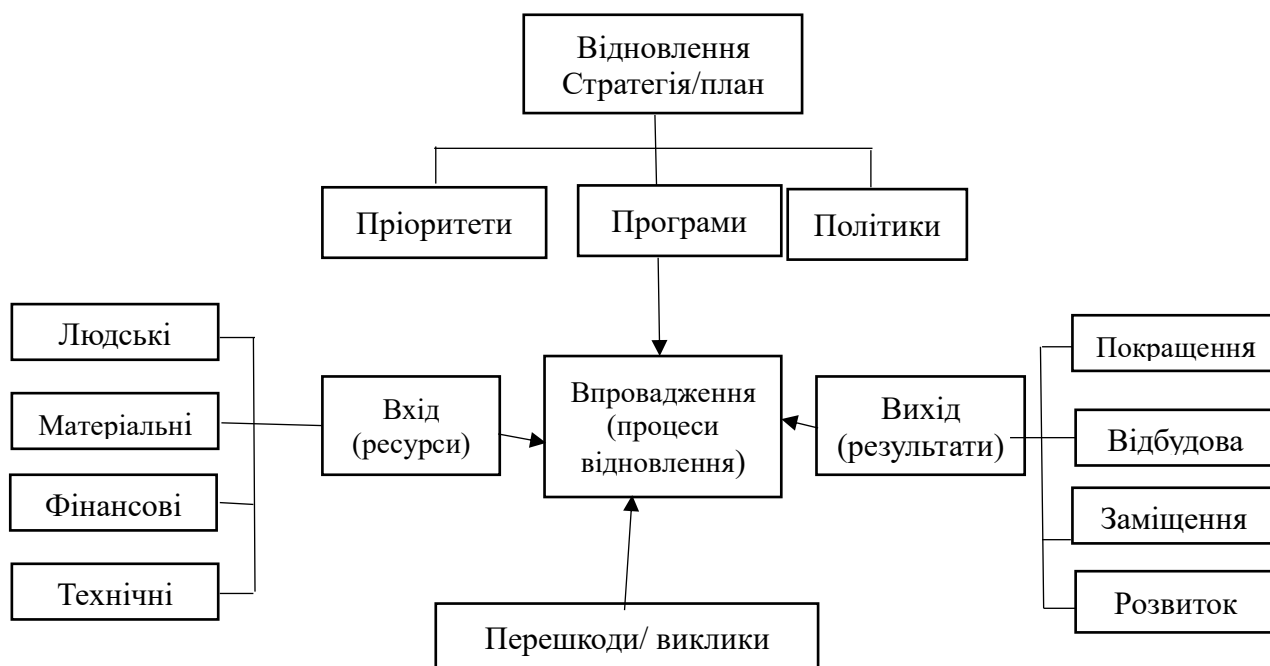 Відновлення
Стратегія/план
Пріоритети
Програми
Політики
Людські
Матеріальні
Фінансові
Технічні
Вхід
(ресурси)
Впровадження
(процеси
відновлення)
Вихід
(результати)
Покращення
Відбудова
Заміщення
Розвиток
Перешкоди/ виклики